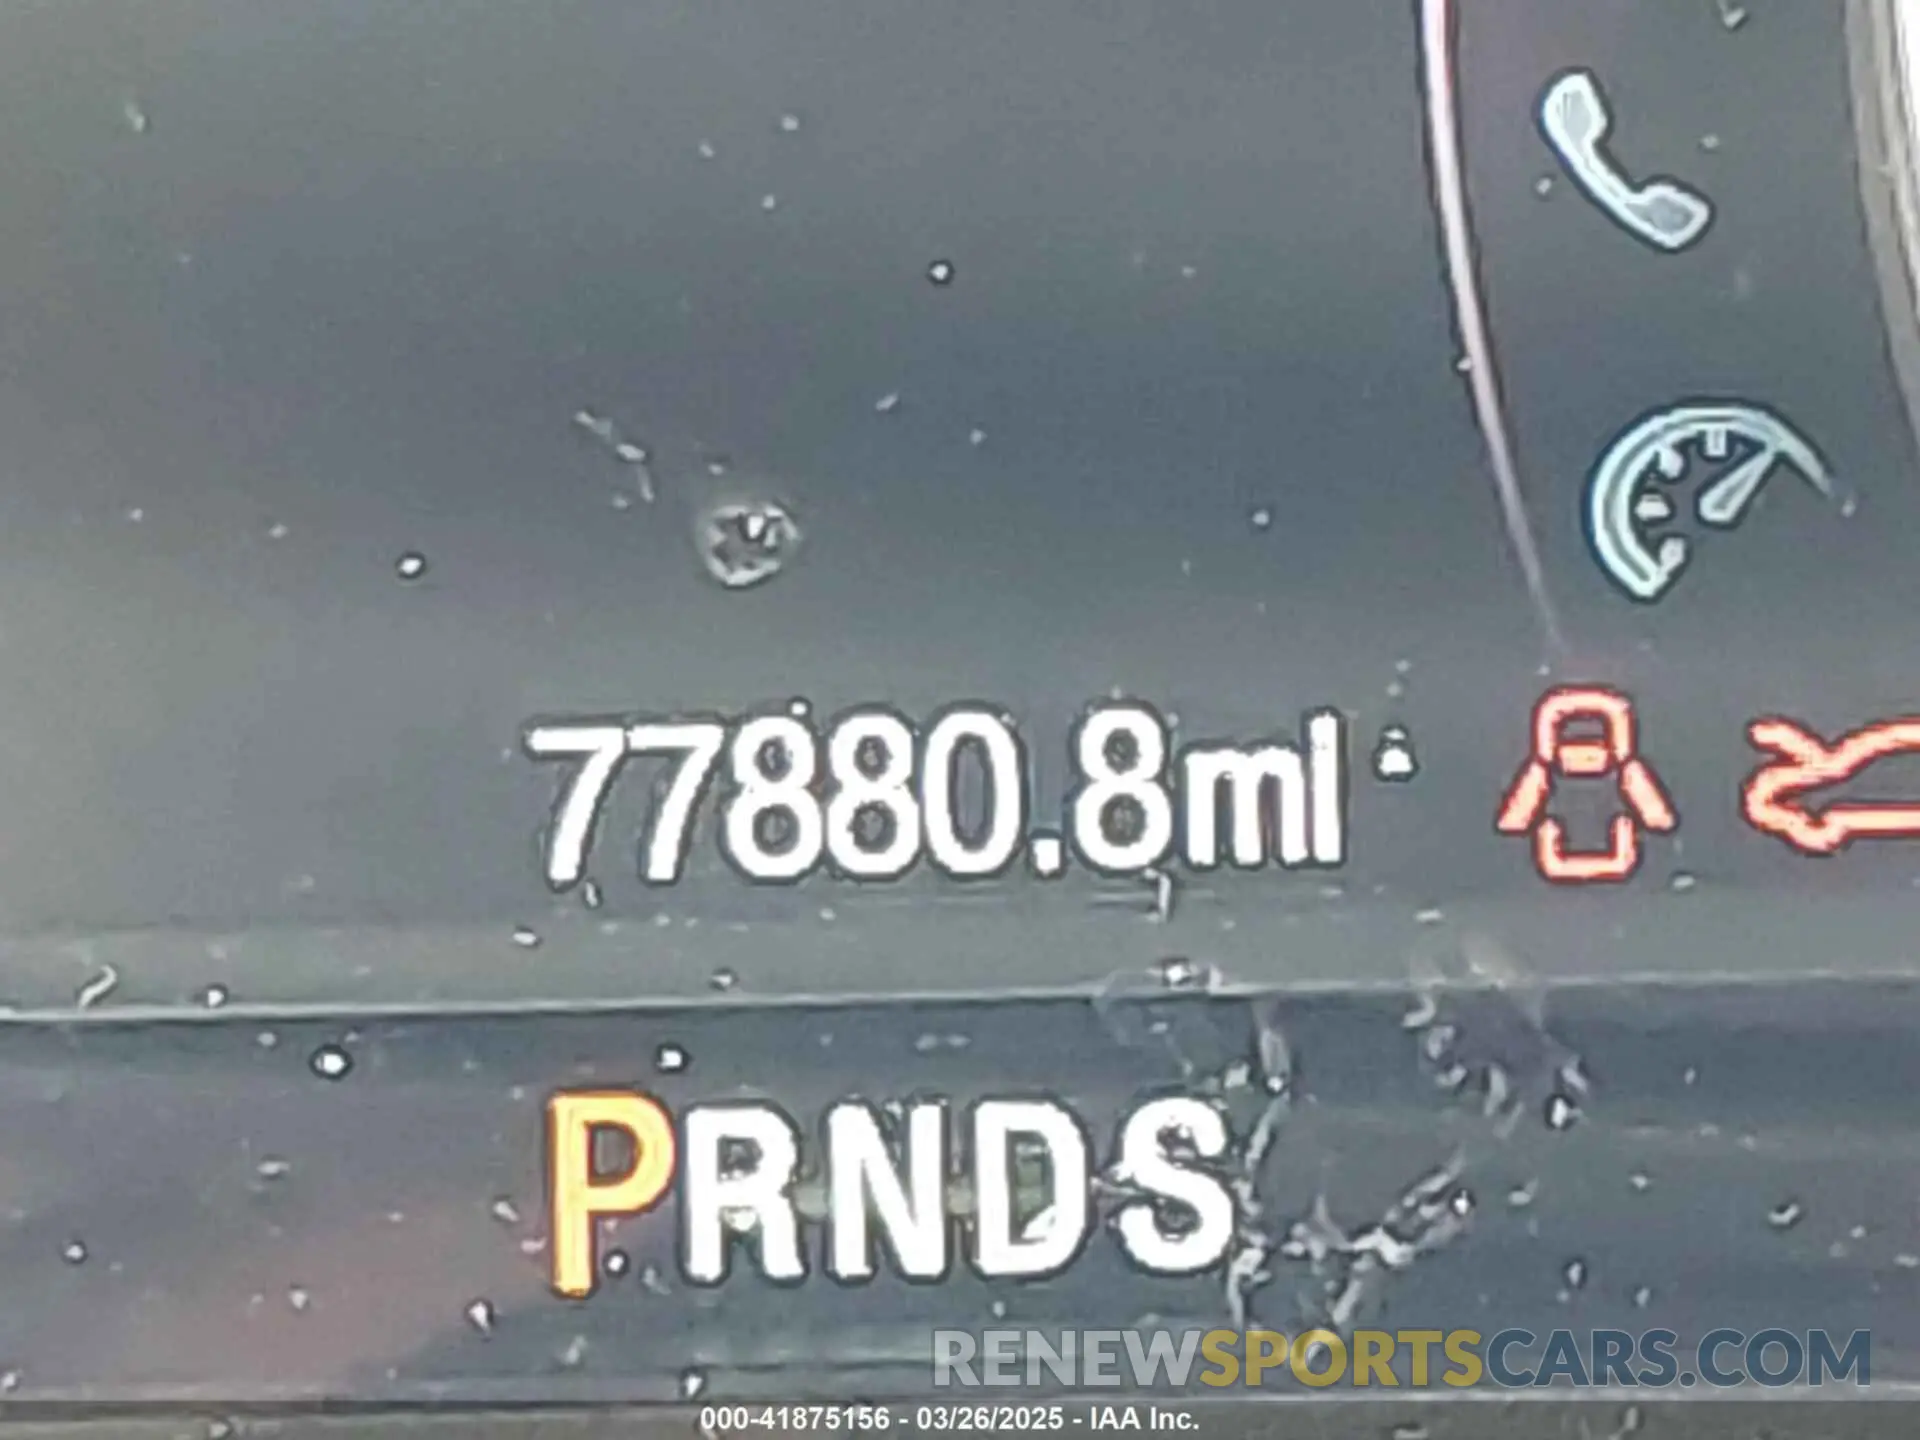 77880.8mi
PRNDS
RENEWSPORTSCARS.COM
000-41875156 - 03/26/2025 - IAA Inc.